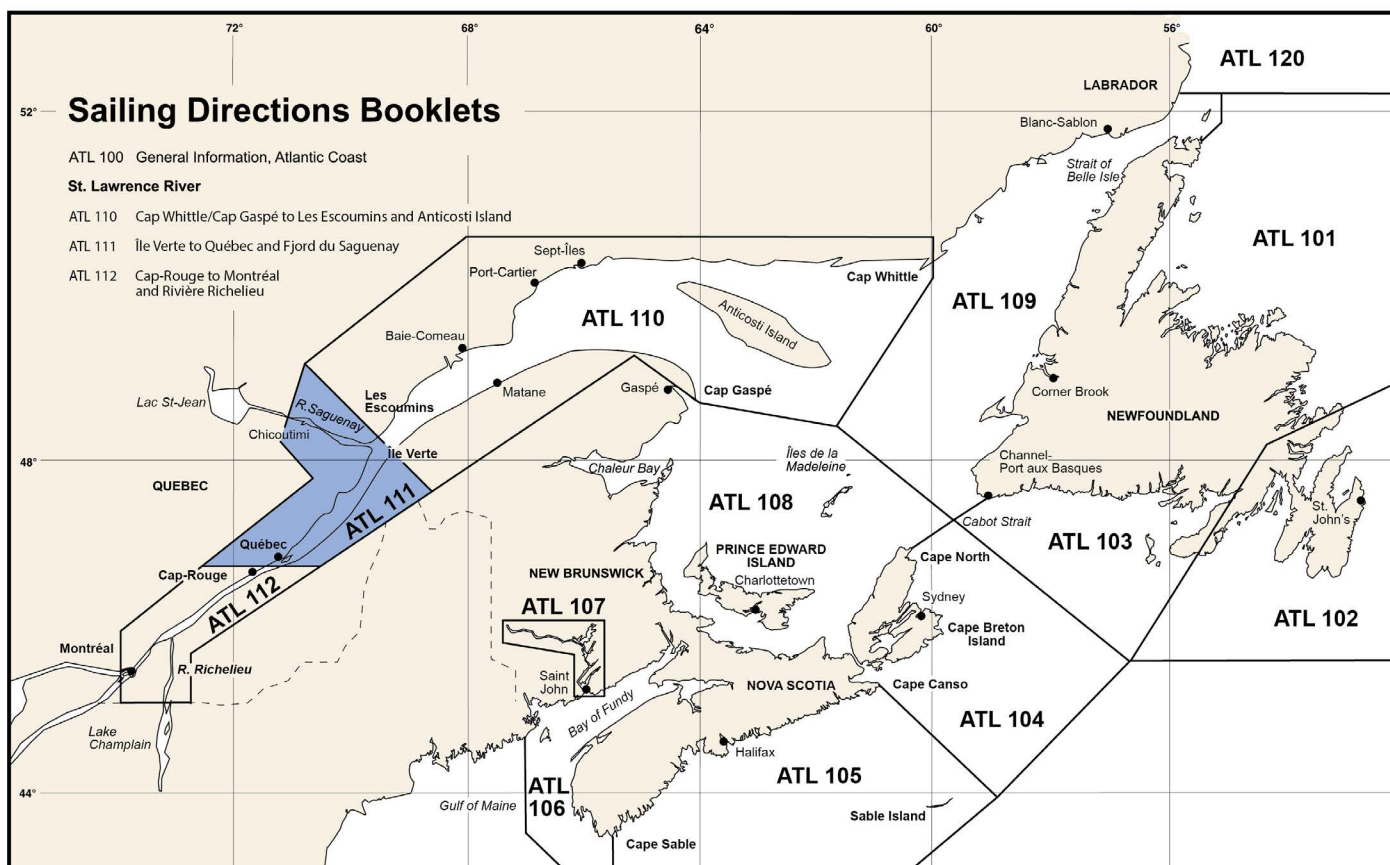 72°
68°
64°
60°
56°
ATL 120
Sailing Directions Booklets
LABRADOR
52°
Blanc-Sablon
ATL 100 General Information, Atlantic Coast
Strait of
Belle Isle
St. Lawrence River
ATL 110 Cap Whittle/Cap Gaspé to Les Escoumins and Anticosti Island
ATL 101
ATL 111 Île Verte to Québec and Fjord du Saguenay
Sept-Îles
ATL 112 Cap-Rouge to Montréal
and Rivière Richelieu
Port-Cartier
Cap Whittle
ATL 109
ATL 110
Anticosti Island
Baie-Comeau
Corner Brook
Gaspé
Cap Gaspé
Matane
Les
Escoumins
Lac St-Jean
R.Saguenay
NEWFOUNDLAND
Chicoutimi
Île Verte
48°
Îles de la
Madeleine
Channel-
Port aux Basques
Chaleur Bay
QUEBEC
ATL 111
ATL 108
St.
John's
Cabot Strait
Québec
ATL 103
PRINCE EDWARD
ISLAND
Cape North
Cap-Rouge
NEW BRUNSWICK
Charlottetown
ATL 112
ATL 107
Sydney
ATL 102
Cape Breton
Island
Montréal
R. Richelieu
Saint
John
NOVA SCOTIA
Cape Canso
Bay of Fundy
ATL 104
Lake
Champlain
Halifax
ATL 105
ATL
106
44°
Gulf of Maine
Sable Island
Cape Sable